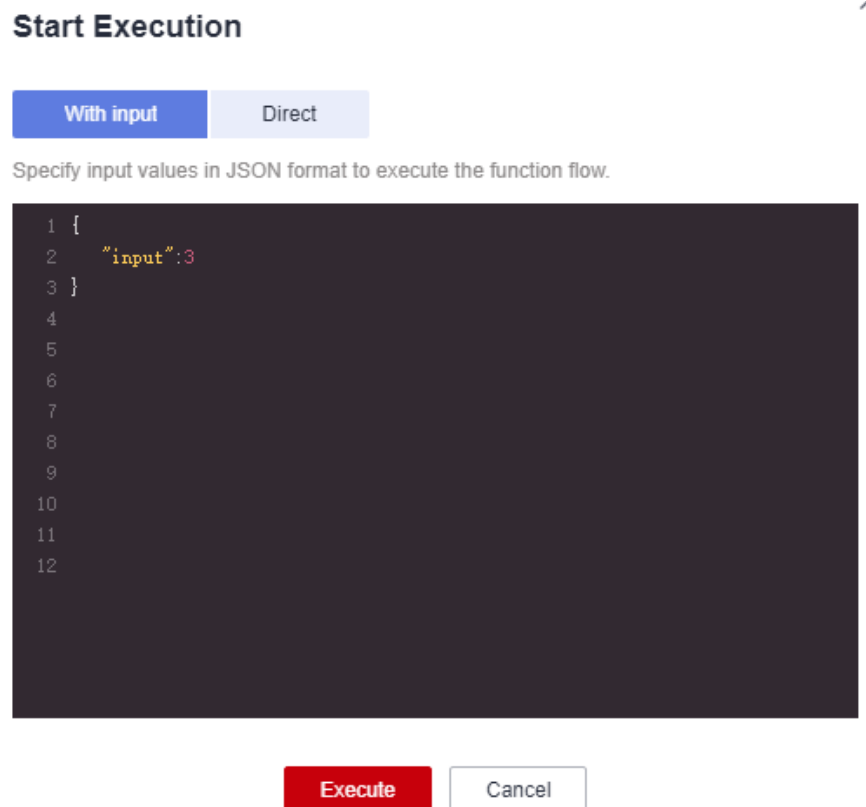 Start Execution
With input Direct
Specify input values in JSON format to execute the function flow.
1 {
2 "input":3
3 }
4
5
6
7
8
9
10
11
12
Execute Cancel